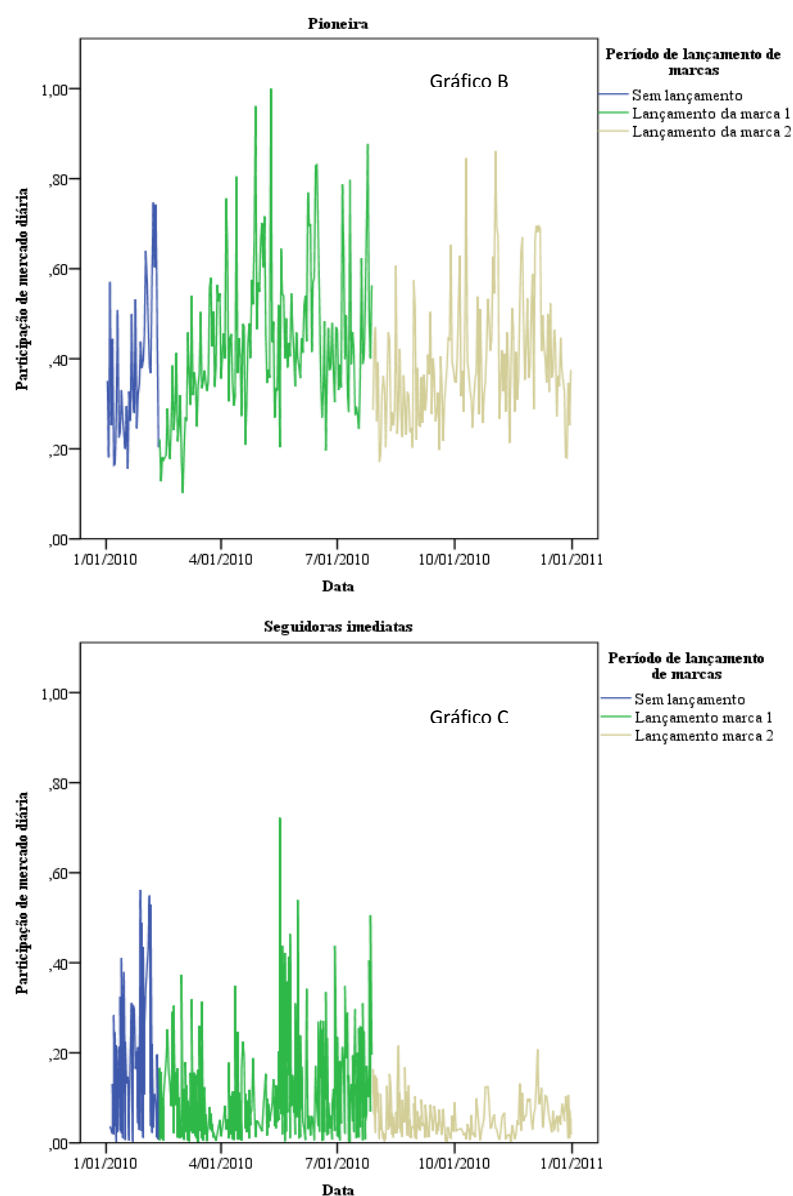 Pioneira
Gráfico B
Período de lançamento de
marcas
Sem lançamento
Lançamento da marca 1
Lançamento da marca 2
Participação de mercado diária
1,00
,80
,60
,40
,20
,00
1/01/2010
4/01/2010
7/01/2010
10/01/2010
1/01/2011
Data
Seguidoras imediatas
Gráfico C
Período de lançamento
de marcas
Sem lançamento
Lançamento marca 1
Lançamento marca 2
Participação de mercado diária
1,00
,80
,60
,40
,20
,00
1/01/2010
4/01/2010
7/01/2010
10/01/2010
1/01/2011
Data